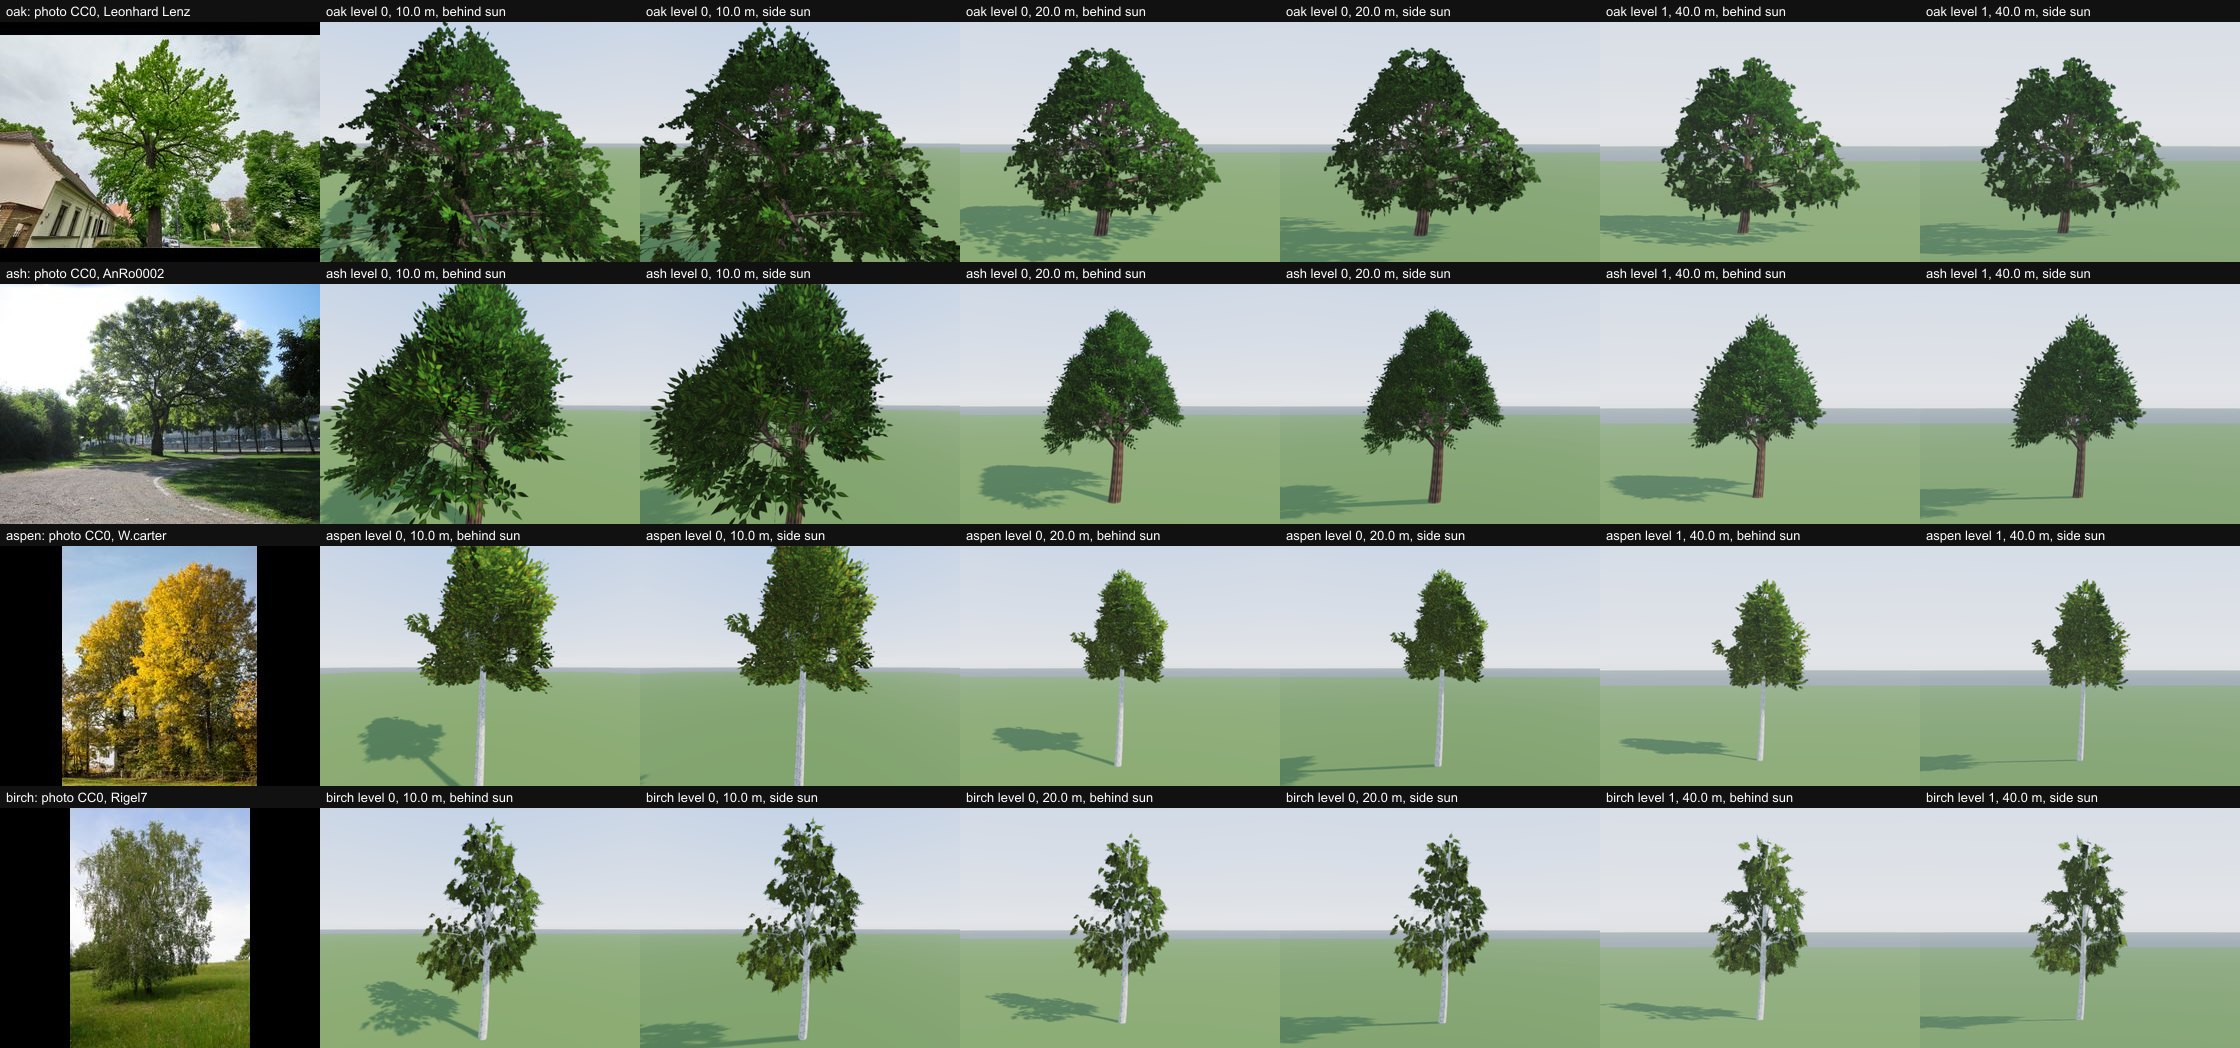 oak: photo CC0, Leonhard Lenz
oak level 0, 10.0 m, behind sun
oak level 0, 10.0 m, side sun
oak level 0, 20.0 m, behind sun
oak level 0, 20.0 m, side sun
oak level 1, 40.0 m, behind sun
oak level 1, 40.0 m, side sun
ash: photo CC0, AnRo0002
ash level 0, 10.0 m, behind sun
ash level 0, 10.0 m, side sun
ash level 0, 20.0 m, behind sun
ash level 0, 20.0 m, side sun
ash level 1, 40.0 m, behind sun
ash level 1, 40.0 m, side sun
aspen: photo CC0, W.carter
aspen level 0, 10.0 m, behind sun
aspen level 0, 10.0 m, side sun
aspen level 0, 20.0 m, behind sun
aspen level 0, 20.0 m, side sun
aspen level 1, 40.0 m, behind sun
aspen level 1, 40.0 m, side sun
birch: photo CC0, Rigel7
birch level 0, 10.0 m, behind sun
birch level 0, 10.0 m, side sun
birch level 0, 20.0 m, behind sun
birch level 0, 20.0 m, side sun
birch level 1, 40.0 m, behind sun
birch level 1, 40.0 m, side sun